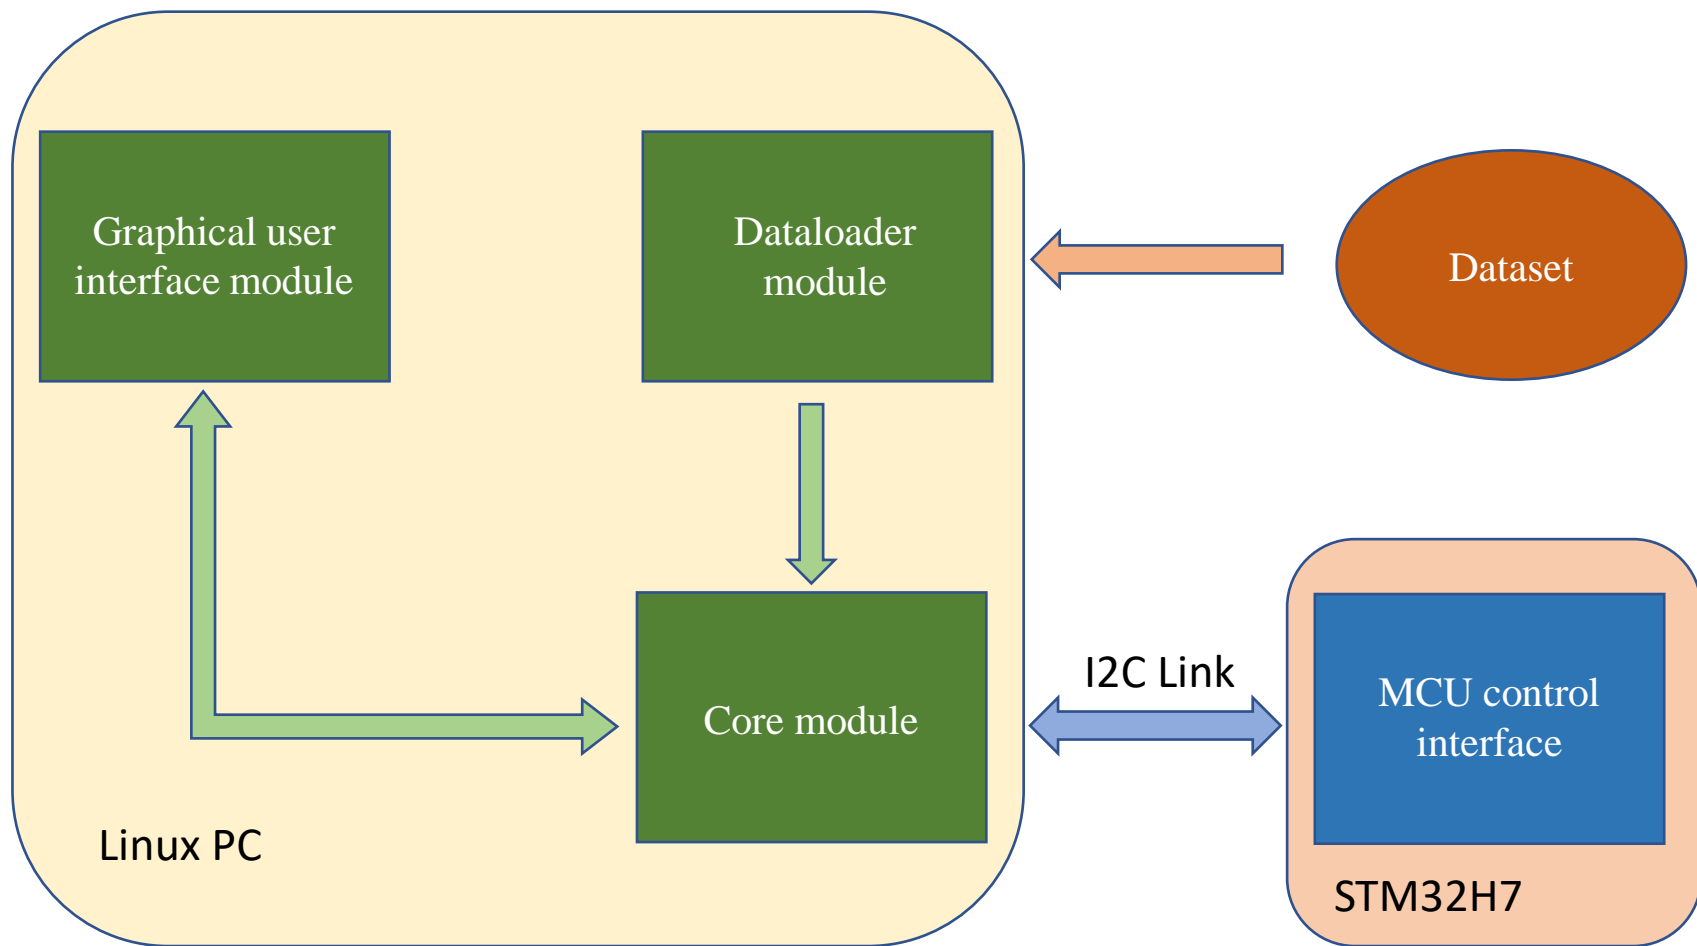 Graphical user
interface module
Dataloader
module
Dataset
I2C Link
Core module
MCU control
interface
Linux PC
STM32H7